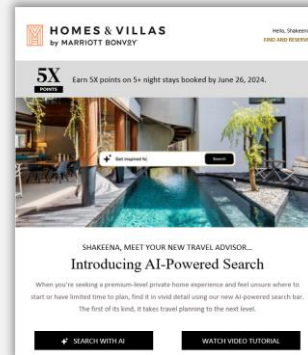 HOMES & VILLAS
by MARRIOTT BONVOY
Hello, Shakeena
FIND AND RESERVE
5X
POINTS
Earn 5X points on 5+ night stays booked by June 26, 2024.
Get inspired by
Search
SHAKEENA, MEET YOUR NEW TRAVEL ADVISOR...
Introducing AI-Powered Search
When you're seeking a premium-level private home experience and feel unsure where to
start or have limited time to plan, find it in vivid detail using our new AI-powered search bar.
The first of its kind, it takes travel planning to the next level.
SEARCH WITH AI
WATCH VIDEO TUTORIAL